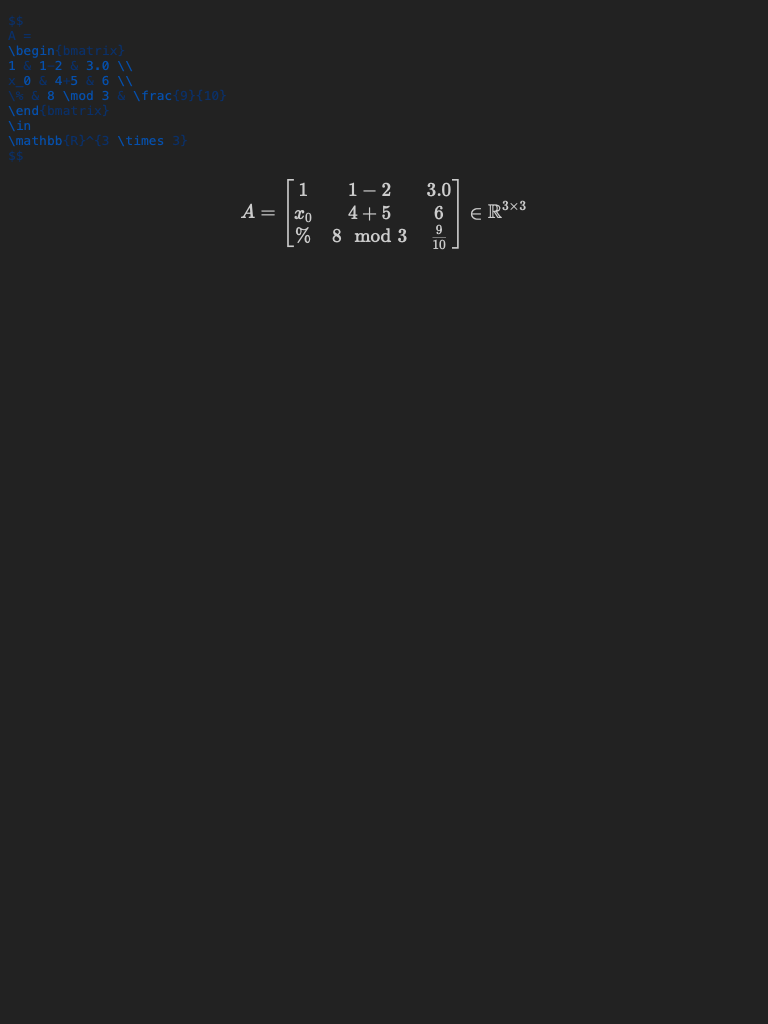 $$
A =
\begin{bmatrix}
1 & 1-2 & 3.0 \\
x_0 & 4+5 & 6 \\
\% & 8 \mod 3 & \frac{9}{10}
\end{bmatrix}
\in
\mathbb{R}^{3 \times 3}
$$
A = [ 1 1 − 2 3.0
x₀ 4 + 5 6
% 8 mod 3 9/10 ] ∈ ℝ³ˣ³